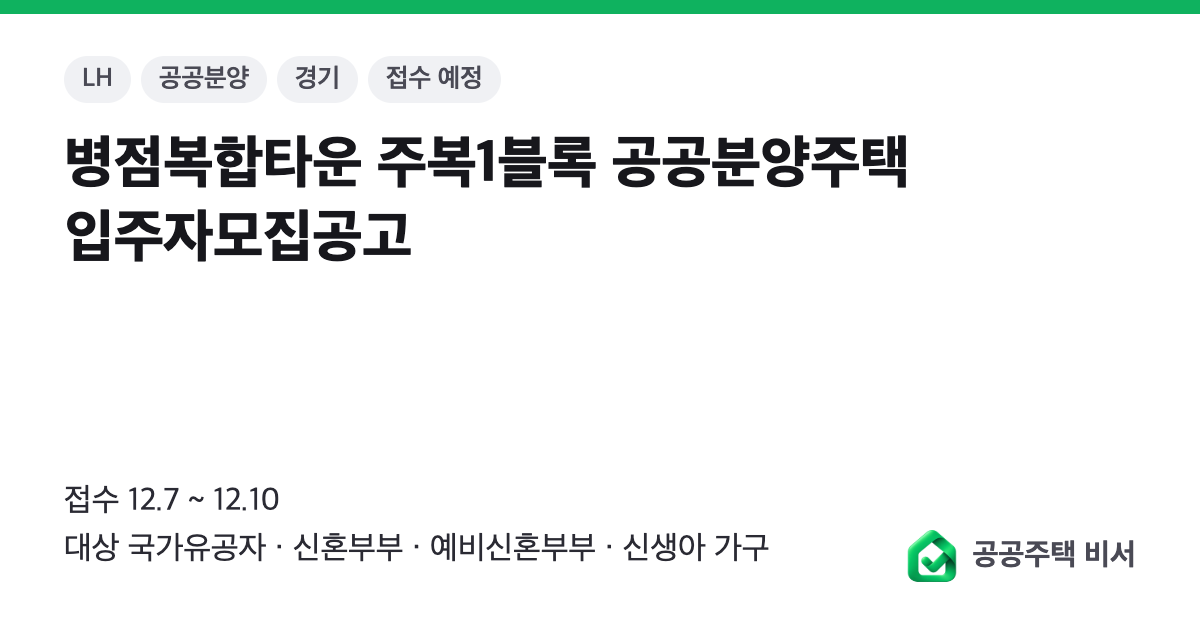 LH 공공분양 경기 접수 예정
병점복합타운 주복1블록 공공분양주택
입주자모집공고
접수 12.7 ~ 12.10
대상 국가유공자 · 신혼부부 · 예비신혼부부 · 신생아 가구
공공주택 비서